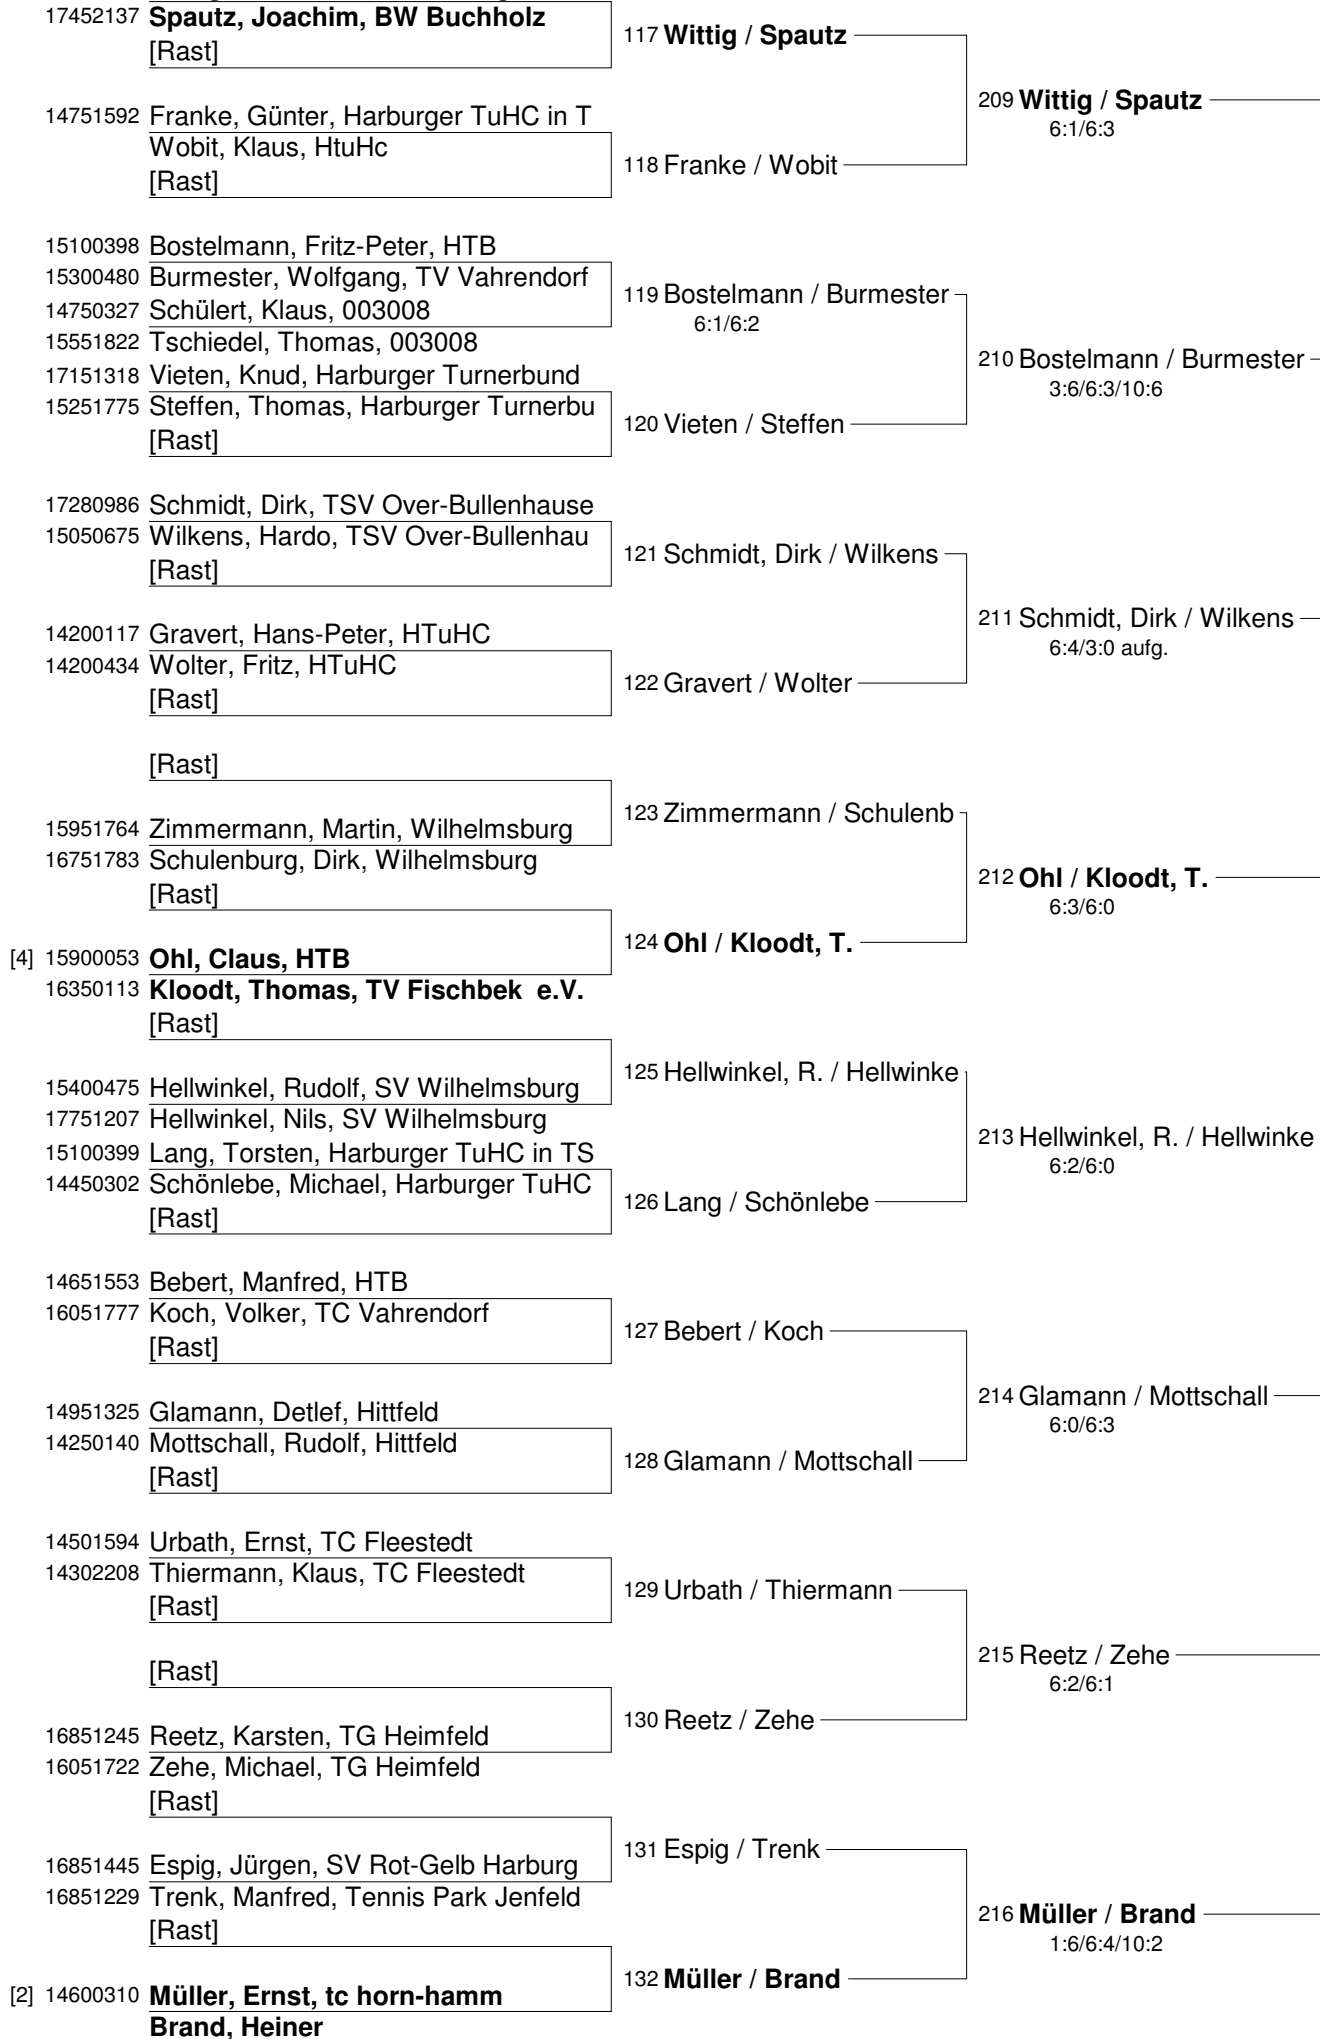 17452137 Spautz, Joachim, BW Buchholz
[Rast]
117 Wittig / Spautz
14751592 Franke, Günter, Harburger TuHC in T
Wobit, Klaus, HtuHc
[Rast]
118 Franke / Wobit
209 Wittig / Spautz
6:1/6:3
15100398 Bostelmann, Fritz-Peter, HTB
15300480 Burmester, Wolfgang, TV Vahrendorf
14750327 Schülert, Klaus, 003008
15551822 Tschiedel, Thomas, 003008
119 Bostelmann / Burmester
6:1/6:2
17151318 Vieten, Knud, Harburger Turnerbund
15251775 Steffen, Thomas, Harburger Turnerbu
[Rast]
120 Vieten / Steffen
210 Bostelmann / Burmester
3:6/6:3/10:6
17280986 Schmidt, Dirk, TSV Over-Bullenhause
15050675 Wilkens, Hardo, TSV Over-Bullenhau
[Rast]
121 Schmidt, Dirk / Wilkens
14200117 Gravert, Hans-Peter, HTuHC
14200434 Wolter, Fritz, HTuHC
[Rast]
122 Gravert / Wolter
211 Schmidt, Dirk / Wilkens
6:4/3:0 aufg.
[Rast]
15951764 Zimmermann, Martin, Wilhelmsburg
16751783 Schulenburg, Dirk, Wilhelmsburg
123 Zimmermann / Schulenb
[Rast]
[4] 15900053 Ohl, Claus, HTB
16350113 Kloodt, Thomas, TV Fischbek e.V.
124 Ohl / Kloodt, T.
212 Ohl / Kloodt, T.
6:3/6:0
[Rast]
15400475 Hellwinkel, Rudolf, SV Wilhelmsburg
17751207 Hellwinkel, Nils, SV Wilhelmsburg
125 Hellwinkel, R. / Hellwinke
15100399 Lang, Torsten, Harburger TuHC in TS
14450302 Schönlebe, Michael, Harburger TuHC
[Rast]
126 Lang / Schönlebe
213 Hellwinkel, R. / Hellwinke
6:2/6:0
14651553 Bebert, Manfred, HTB
16051777 Koch, Volker, TC Vahrendorf
[Rast]
127 Bebert / Koch
14951325 Glamann, Detlef, Hittfeld
14250140 Mottschall, Rudolf, Hittfeld
[Rast]
128 Glamann / Mottschall
214 Glamann / Mottschall
6:0/6:3
14501594 Urbath, Ernst, TC Fleestedt
14302208 Thiermann, Klaus, TC Fleestedt
[Rast]
129 Urbath / Thiermann
[Rast]
16851245 Reetz, Karsten, TG Heimfeld
16051722 Zehe, Michael, TG Heimfeld
130 Reetz / Zehe
215 Reetz / Zehe
6:2/6:1
[Rast]
16851445 Espig, Jürgen, SV Rot-Gelb Harburg
16851229 Trenk, Manfred, Tennis Park Jenfeld
131 Espig / Trenk
[Rast]
[2] 14600310 Müller, Ernst, tc horn-hamm
Brand, Heiner
132 Müller / Brand
216 Müller / Brand
1:6/6:4/10:2